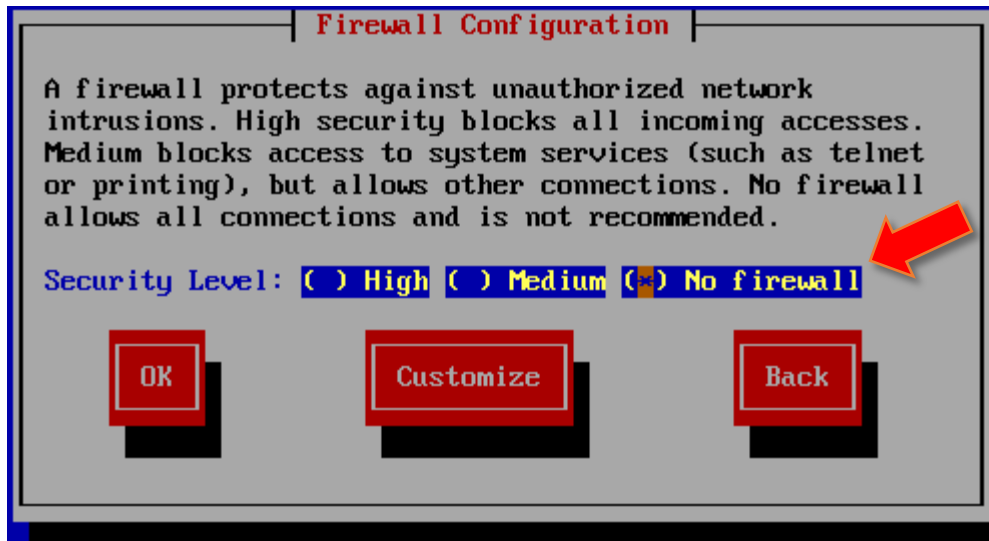 Firewall Configuration
A firewall protects against unauthorized network
intrusions. High security blocks all incoming accesses.
Medium blocks access to system services (such as telnet
or printing), but allows other connections. No firewall
allows all connections and is not recommended.
Security Level: ( ) High ( ) Medium (*) No firewall
OK Customize Back